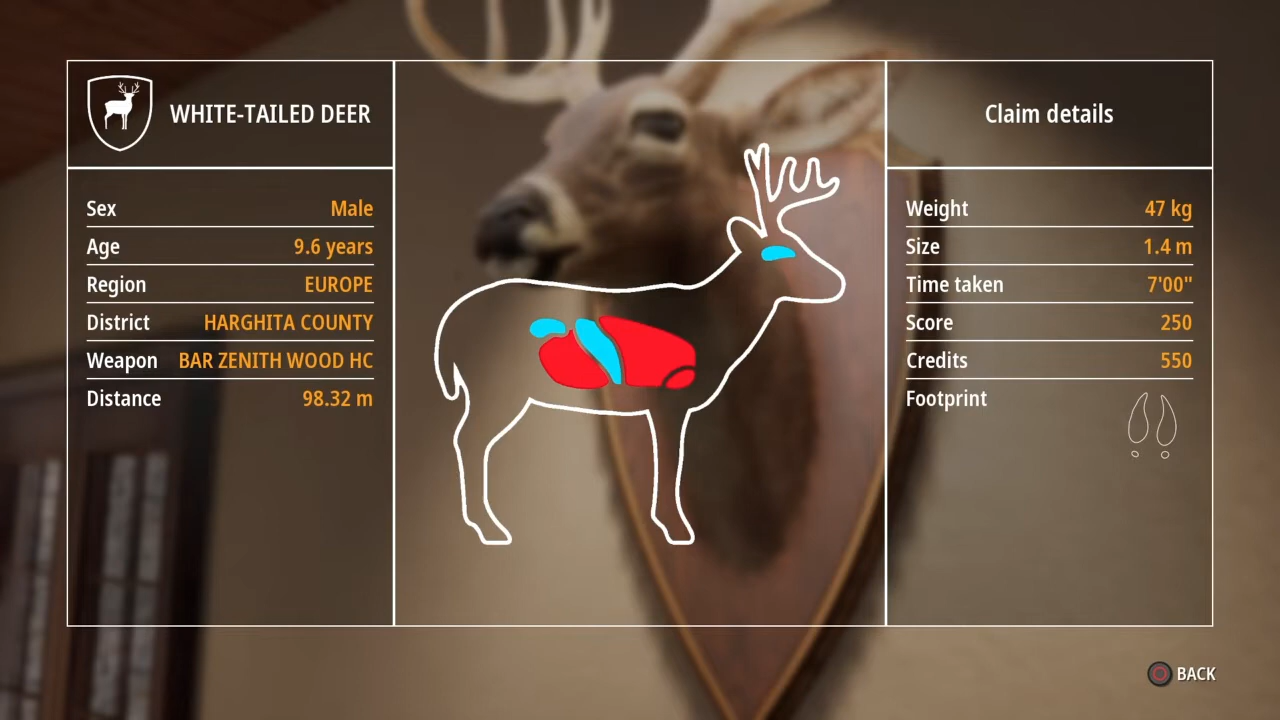 WHITE-TAILED DEER
Sex Male
Age 9.6 years
Region EUROPE
District HARGHITA COUNTY
Weapon BAR ZENITH WOOD HC
Distance 98.32 m
Claim details
Weight 47 kg
Size 1.4 m
Time taken 7'00"
Score 250
Credits 550
Footprint
BACK